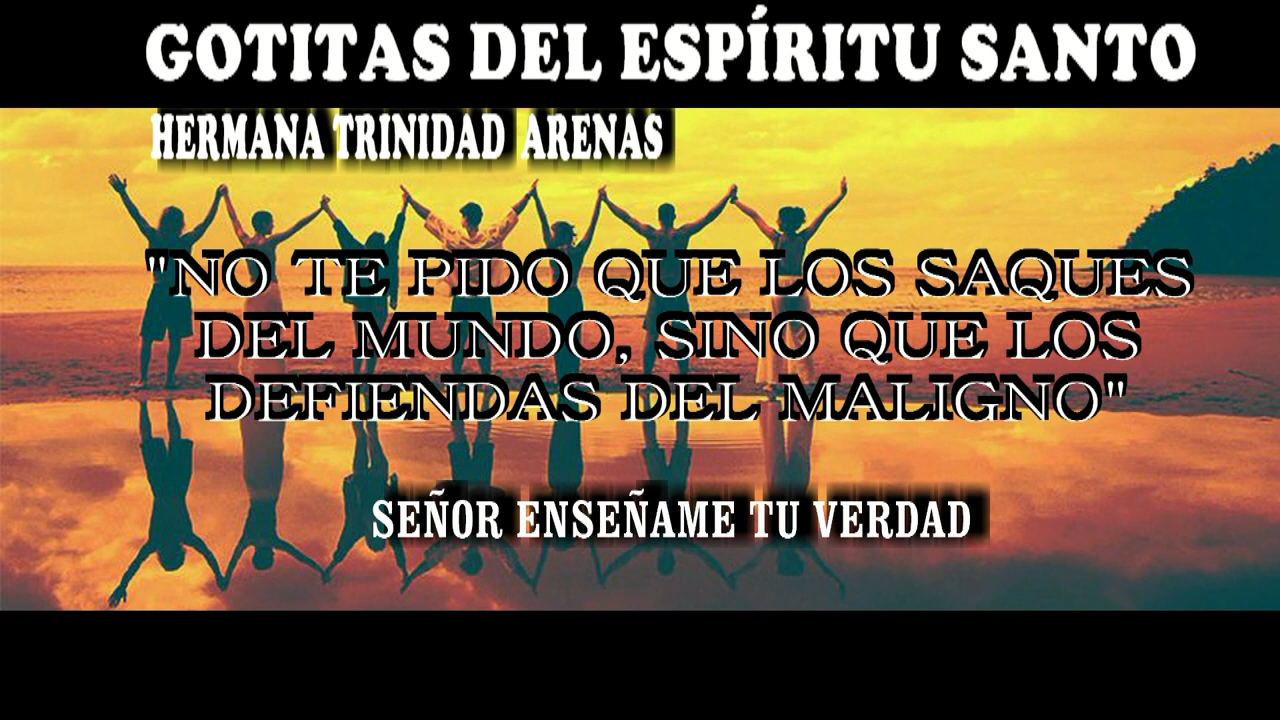 GOTITAS DEL ESPÍRITU SANTO
HERMANA TRINIDAD ARENAS
"NO TE PIDO QUE LOS SAQUES
DEL MUNDO, SINO QUE LOS
DEFIENDAS DEL MALIGNO"
SEÑOR ENSEÑAME TU VERDAD